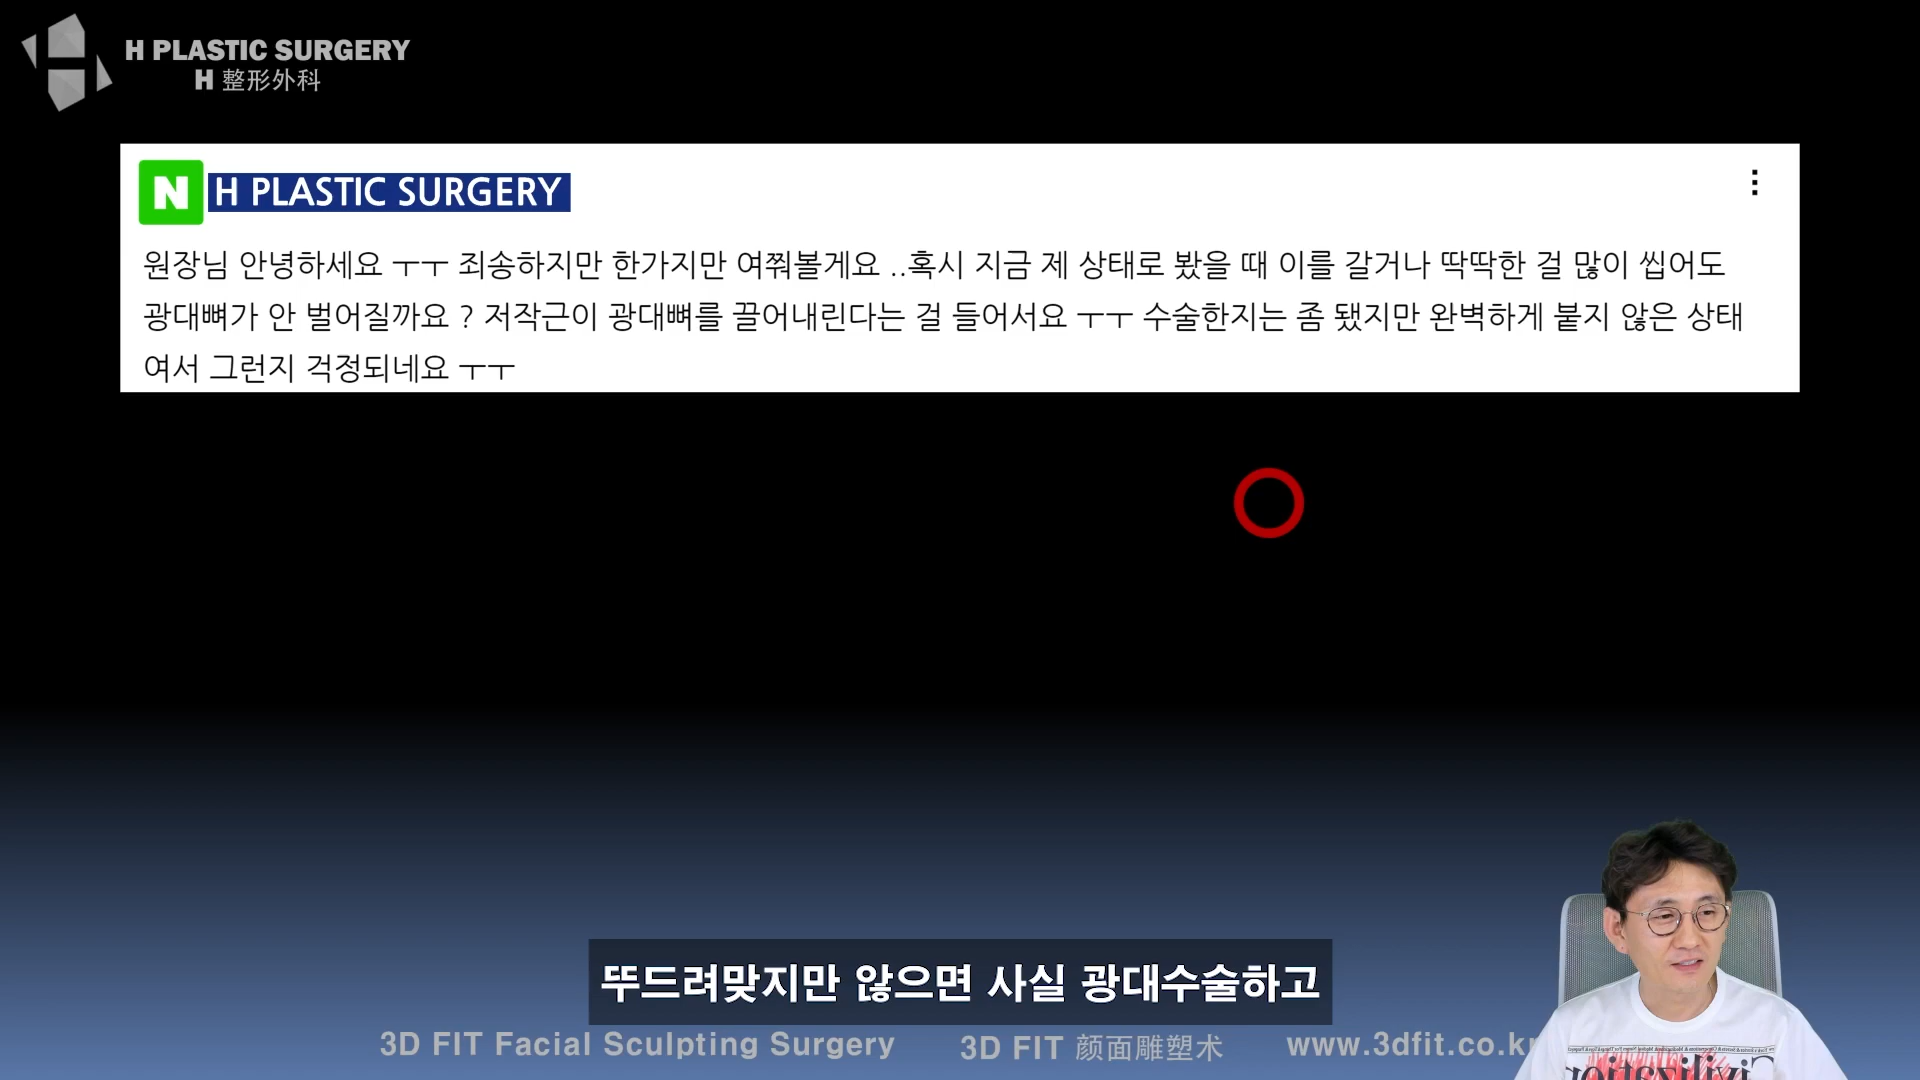 H PLASTIC SURGERY
H 整形外科
N H PLASTIC SURGERY
원장님 안녕하세요 ㅜㅜ 죄송하지만 한가지만 여쭤볼게요 ..혹시 지금 제 상태로 봤을 때 이를 갈거나 딱딱한 걸 많이 씹어도
광대뼈가 안 벌어질까요 ? 저작근이 광대뼈를 끌어내린다는 걸 들어서요 ㅜㅜ 수술한지는 좀 됐지만 완벽하게 붙지 않은 상태
여서 그런지 걱정되네요 ㅜㅜ
뚜드려맞지만 않으면 사실 광대수술하고
3D FIT Facial Sculpting Surgery 3D FIT 颜面雕塑术 www.3dfit.co.kr